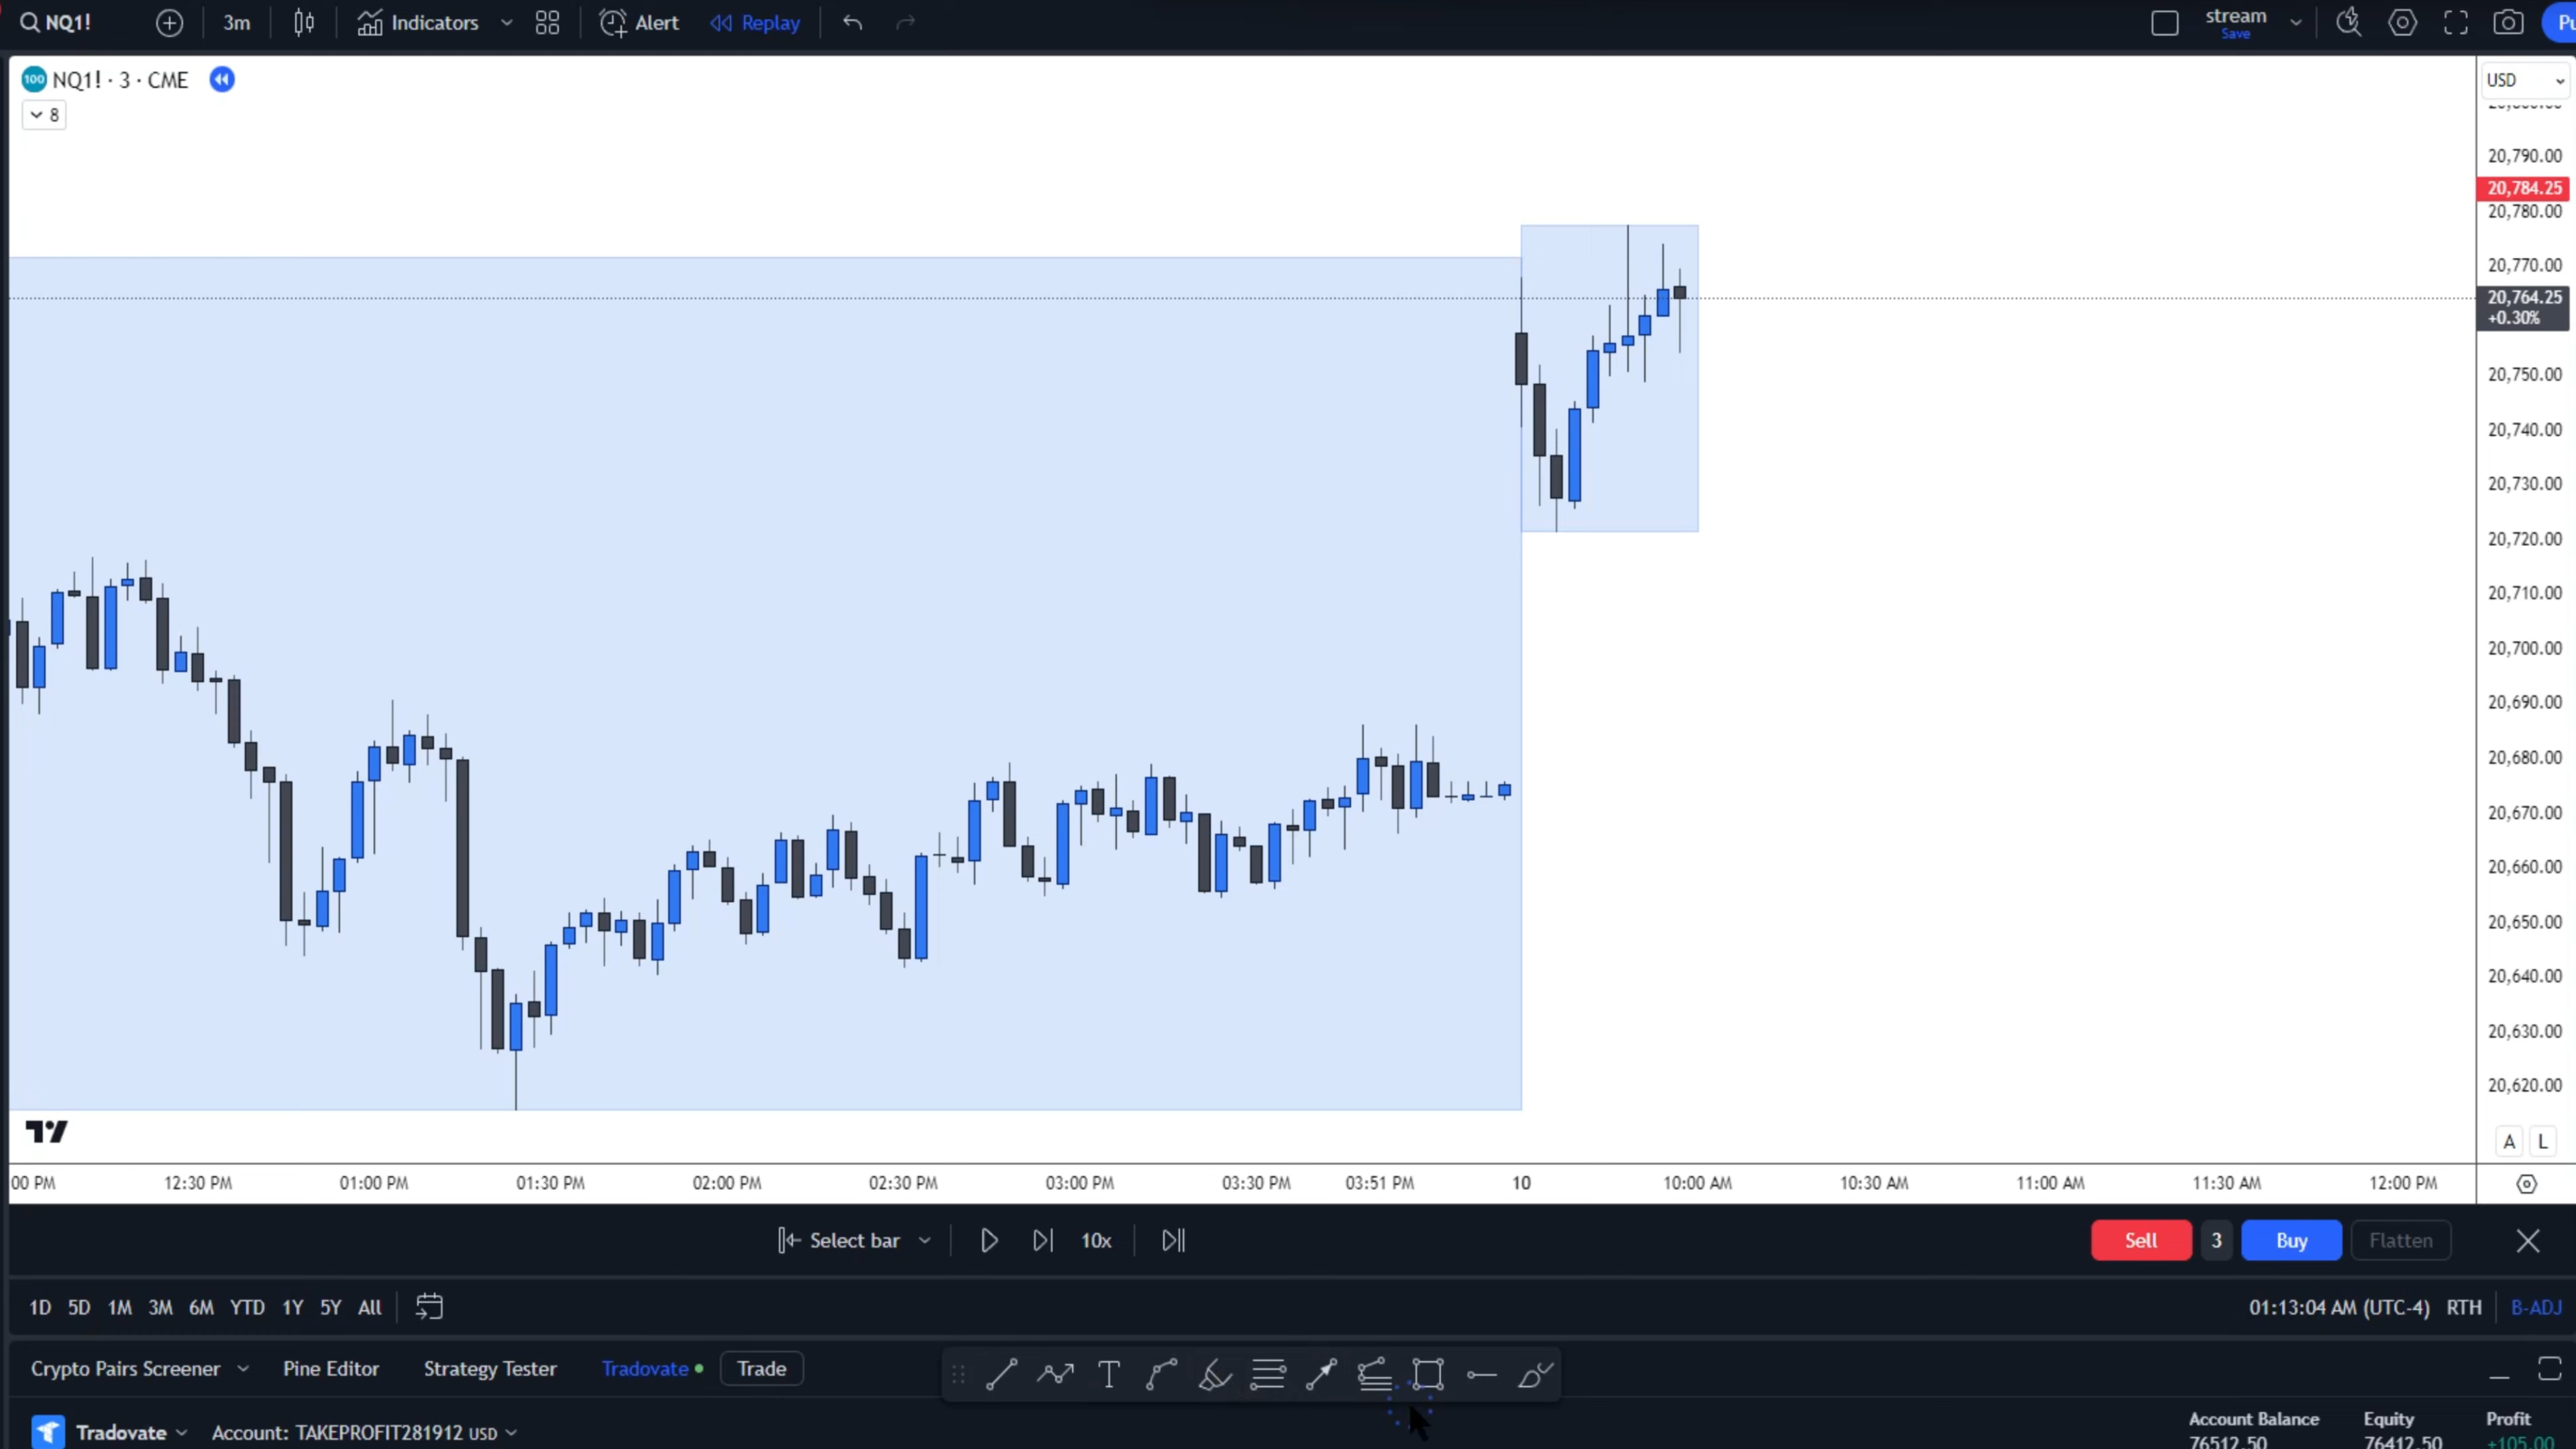 NQ1!
3m
Indicators
Alert
Replay
stream
Save
100 NQ1! · 3 · CME
8
USD
20,790.00
20,784.25
20,780.00
20,770.00
20,764.25
+0.30%
20,750.00
20,740.00
20,730.00
20,720.00
20,710.00
20,700.00
20,690.00
20,680.00
20,670.00
20,660.00
20,650.00
20,640.00
20,630.00
20,620.00
A L
00 PM 12:30 PM 01:00 PM 01:30 PM 02:00 PM 02:30 PM 03:00 PM 03:30 PM 03:51 PM 10 10:00 AM 10:30 AM 11:00 AM 11:30 AM 12:00 PM
Select bar 10x Sell 3 Buy Flatten
1D 5D 1M 3M 6M YTD 1Y 5Y All 01:13:04 AM (UTC-4) RTH B-ADJ
Crypto Pairs Screener Pine Editor Strategy Tester Tradovate Trade
Tradovate Account: TAKEPROFIT281912 USD
Account Balance Equity Profit
76512.50 76412.50 +105.00